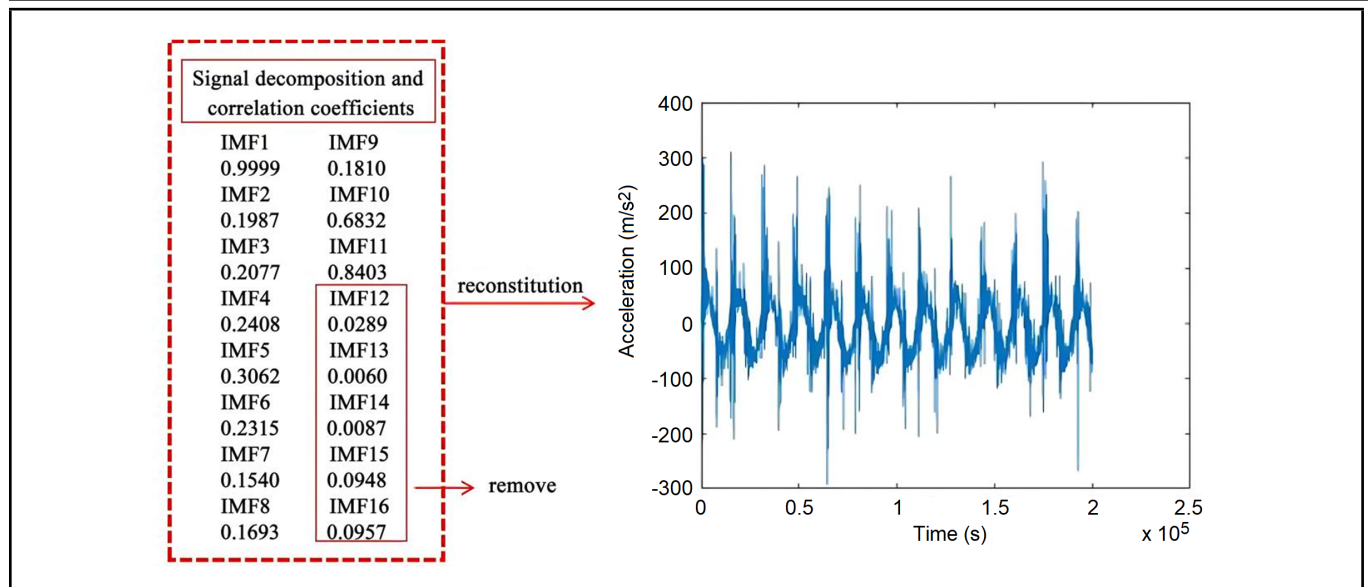 Signal decomposition and
correlation coefficients
IMF1 IMF9
0.9999 0.1810
IMF2 IMF10
0.1987 0.6832
IMF3 IMF11
0.2077 0.8403
IMF4 IMF12
0.2408 0.0289
IMF5 IMF13
0.3062 0.0060
IMF6 IMF14
0.2315 0.0087
IMF7 IMF15
0.1540 0.0948
IMF8 IMF16
0.1693 0.0957
reconstitution
remove
Acceleration (m/s2)
400
300
200
100
0
-100
-200
-300
0 0.5 1 1.5 2 2.5
Time (s)
x 10⁵